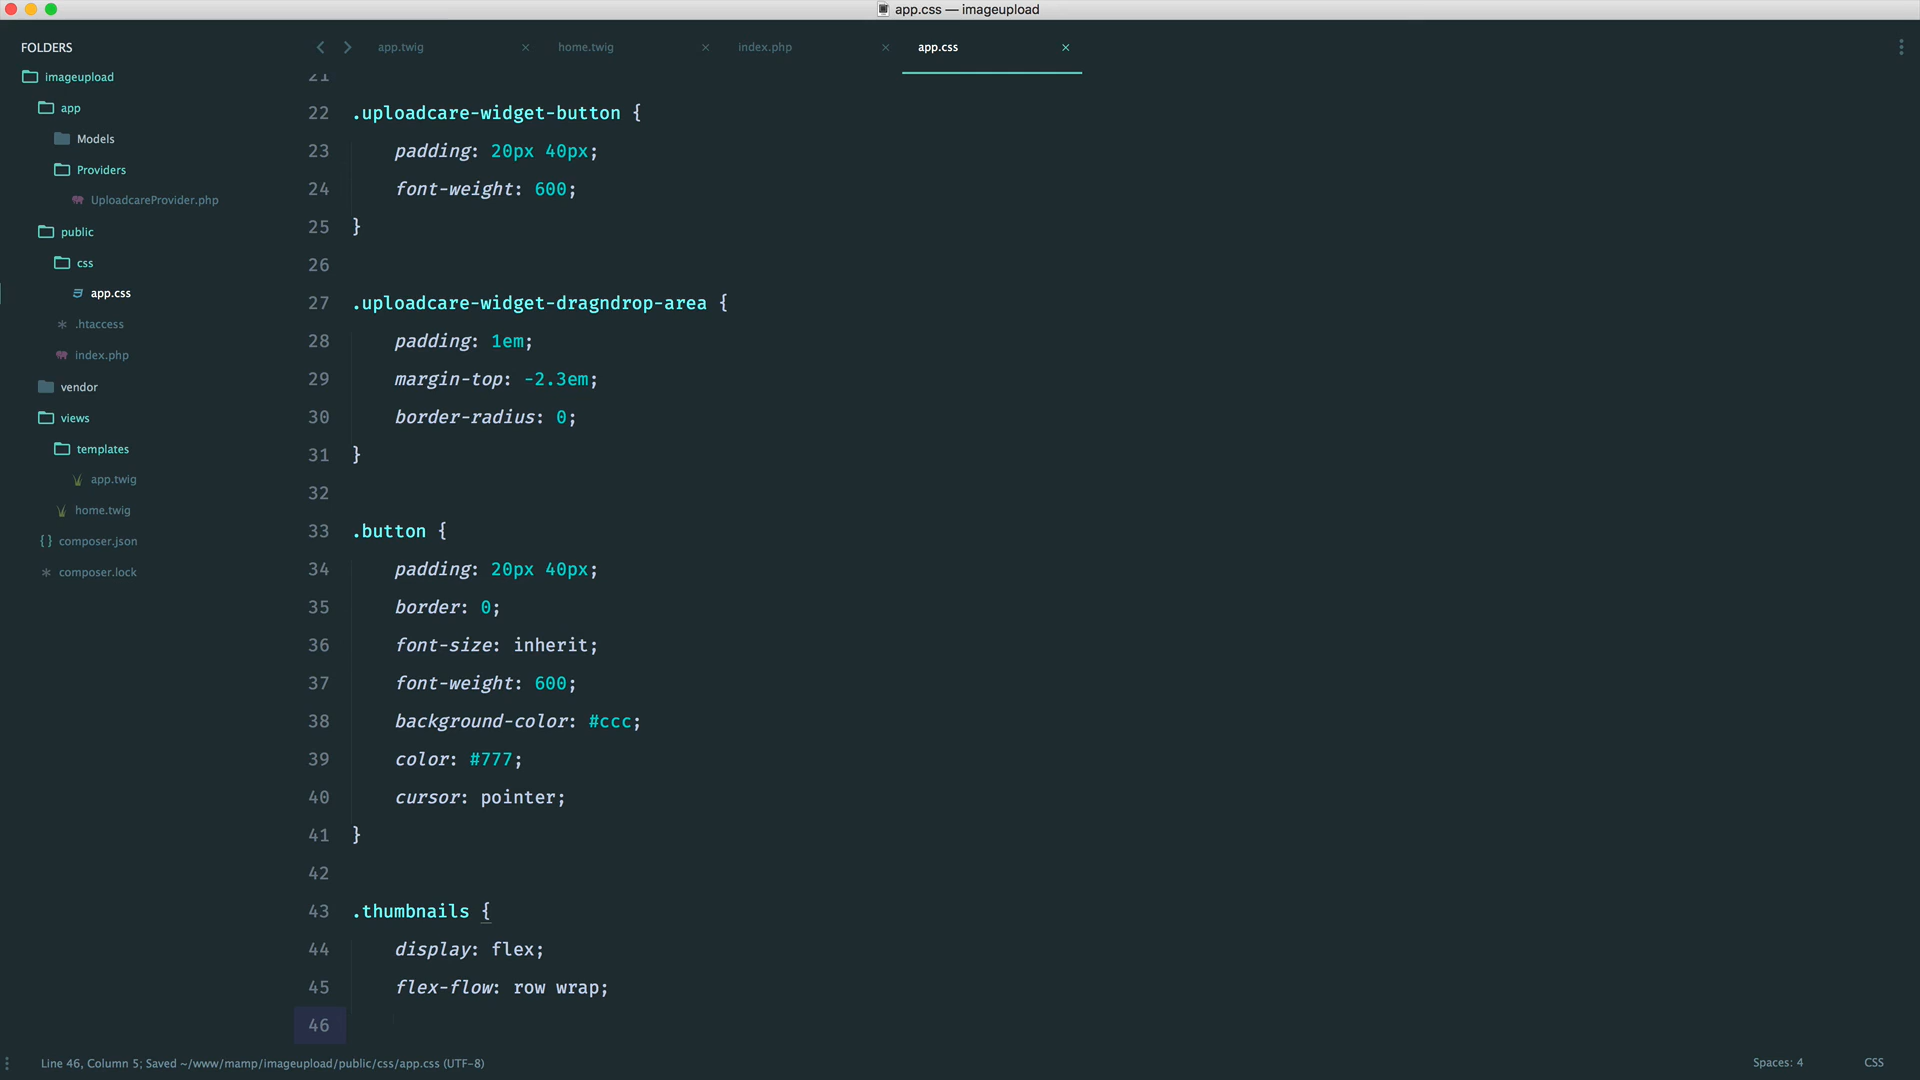 app.css — imageupload
FOLDERS
imageupload
app
Models
Providers
UploadcareProvider.php
public
css
app.css
.htaccess
index.php
vendor
views
templates
app.twig
home.twig
composer.json
composer.lock
app.twig
home.twig
index.php
app.css
21
22 .uploadcare-widget-button {
23 padding: 20px 40px;
24 font-weight: 600;
25 }
26
27 .uploadcare-widget-dragndrop-area {
28 padding: 1em;
29 margin-top: -2.3em;
30 border-radius: 0;
31 }
32
33 .button {
34 padding: 20px 40px;
35 border: 0;
36 font-size: inherit;
37 font-weight: 600;
38 background-color: #ccc;
39 color: #777;
40 cursor: pointer;
41 }
42
43 .thumbnails {
44 display: flex;
45 flex-flow: row wrap;
46
Line 46, Column 5; Saved ~/www/mamp/imageupload/public/css/app.css (UTF-8)
Spaces: 4
CSS